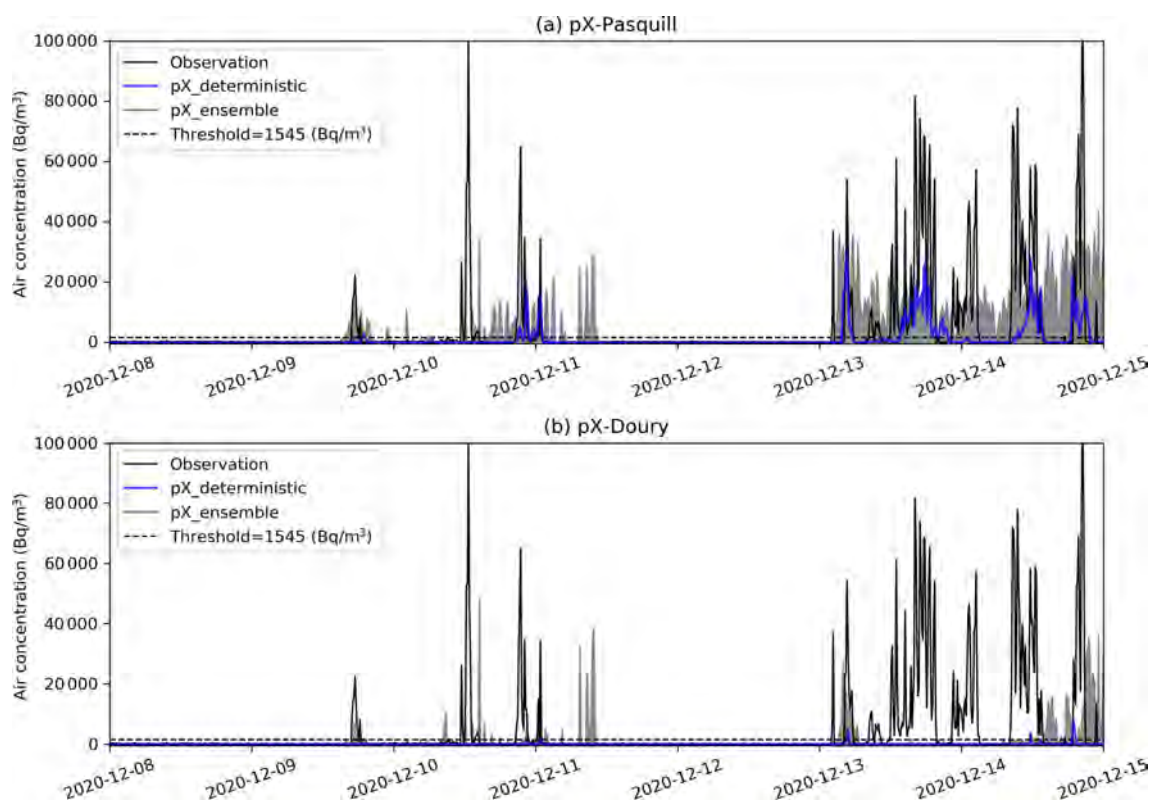 (a) pX-Pasquill
100 000
80 000
60 000
40 000
20 000
0
Air concentration (Bq/m³)
Observation
pX_deterministic
pX_ensemble
Threshold=1545 (Bq/m³)
2020-12-08
2020-12-09
2020-12-10
2020-12-11
2020-12-12
2020-12-13
2020-12-14
2020-12-15
(b) pX-Doury
100 000
80 000
60 000
40 000
20 000
0
Air concentration (Bq/m³)
Observation
pX_deterministic
pX_ensemble
Threshold=1545 (Bq/m³)
2020-12-08
2020-12-09
2020-12-10
2020-12-11
2020-12-12
2020-12-13
2020-12-14
2020-12-15